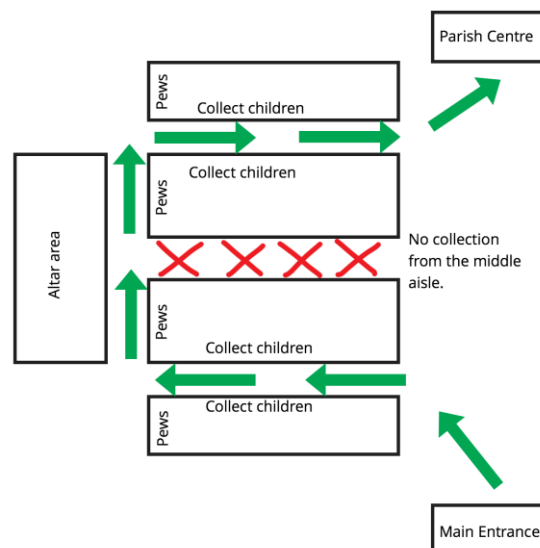 Parish Centre
Pews
Collect children
Collect children
Pews
Altar area
No collection
from the middle
aisle.
Pews
Collect children
Collect children
Pews
Main Entrance